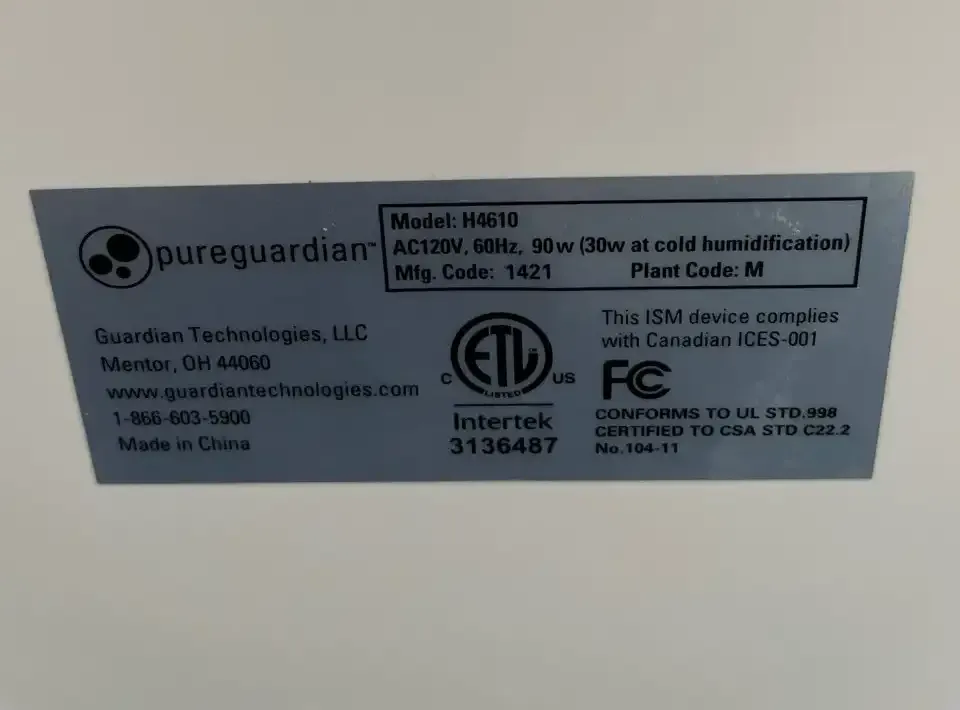 pureguardian™
Model: H4610
AC120V, 60Hz, 90w (30w at cold humidification)
Mfg. Code: 1421 Plant Code: M
Guardian Technologies, LLC
Mentor, OH 44060
www.guardiantechnologies.com
1-866-603-5900
Made in China
C ETL US
LISTED
Intertek
3136487
This ISM device complies
with Canadian ICES-001
FC
CONFORMS TO UL STD.998
CERTIFIED TO CSA STD C22.2
No.104-11